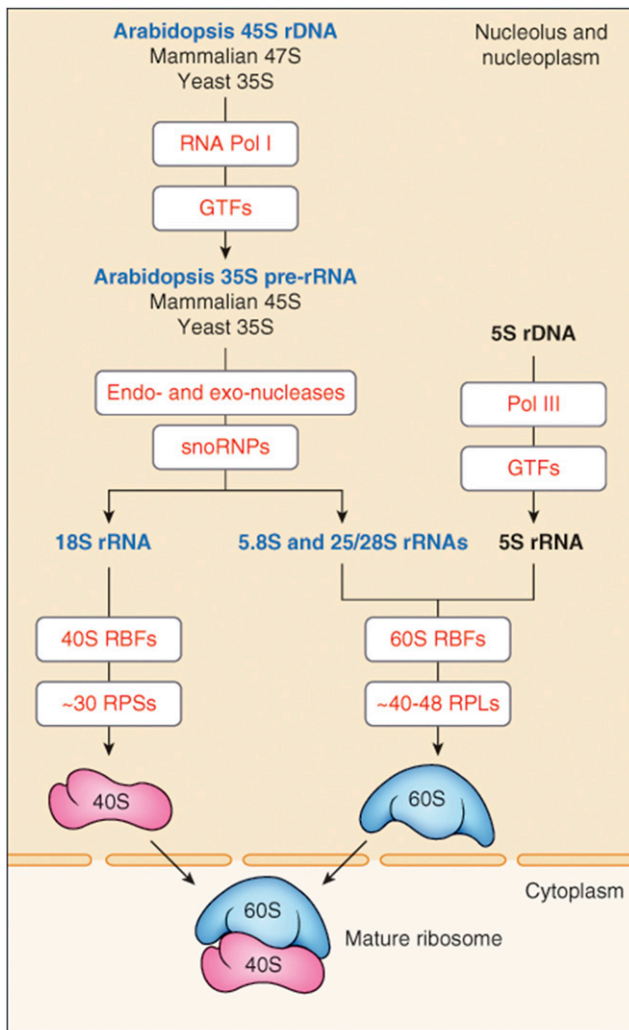 Arabidopsis 45S rDNA
Mammalian 47S
Yeast 35S
Nucleolus and
nucleoplasm
RNA Pol I
GTFs
Arabidopsis 35S pre-rRNA
Mammalian 45S
Yeast 35S
5S rDNA
Endo- and exo-nucleases
Pol III
snoRNPs
GTFs
18S rRNA
5.8S and 25/28S rRNAs
5S rRNA
40S RBFs
60S RBFs
~30 RPSs
~40-48 RPLs
40S
60S
Cytoplasm
60S
40S
Mature ribosome